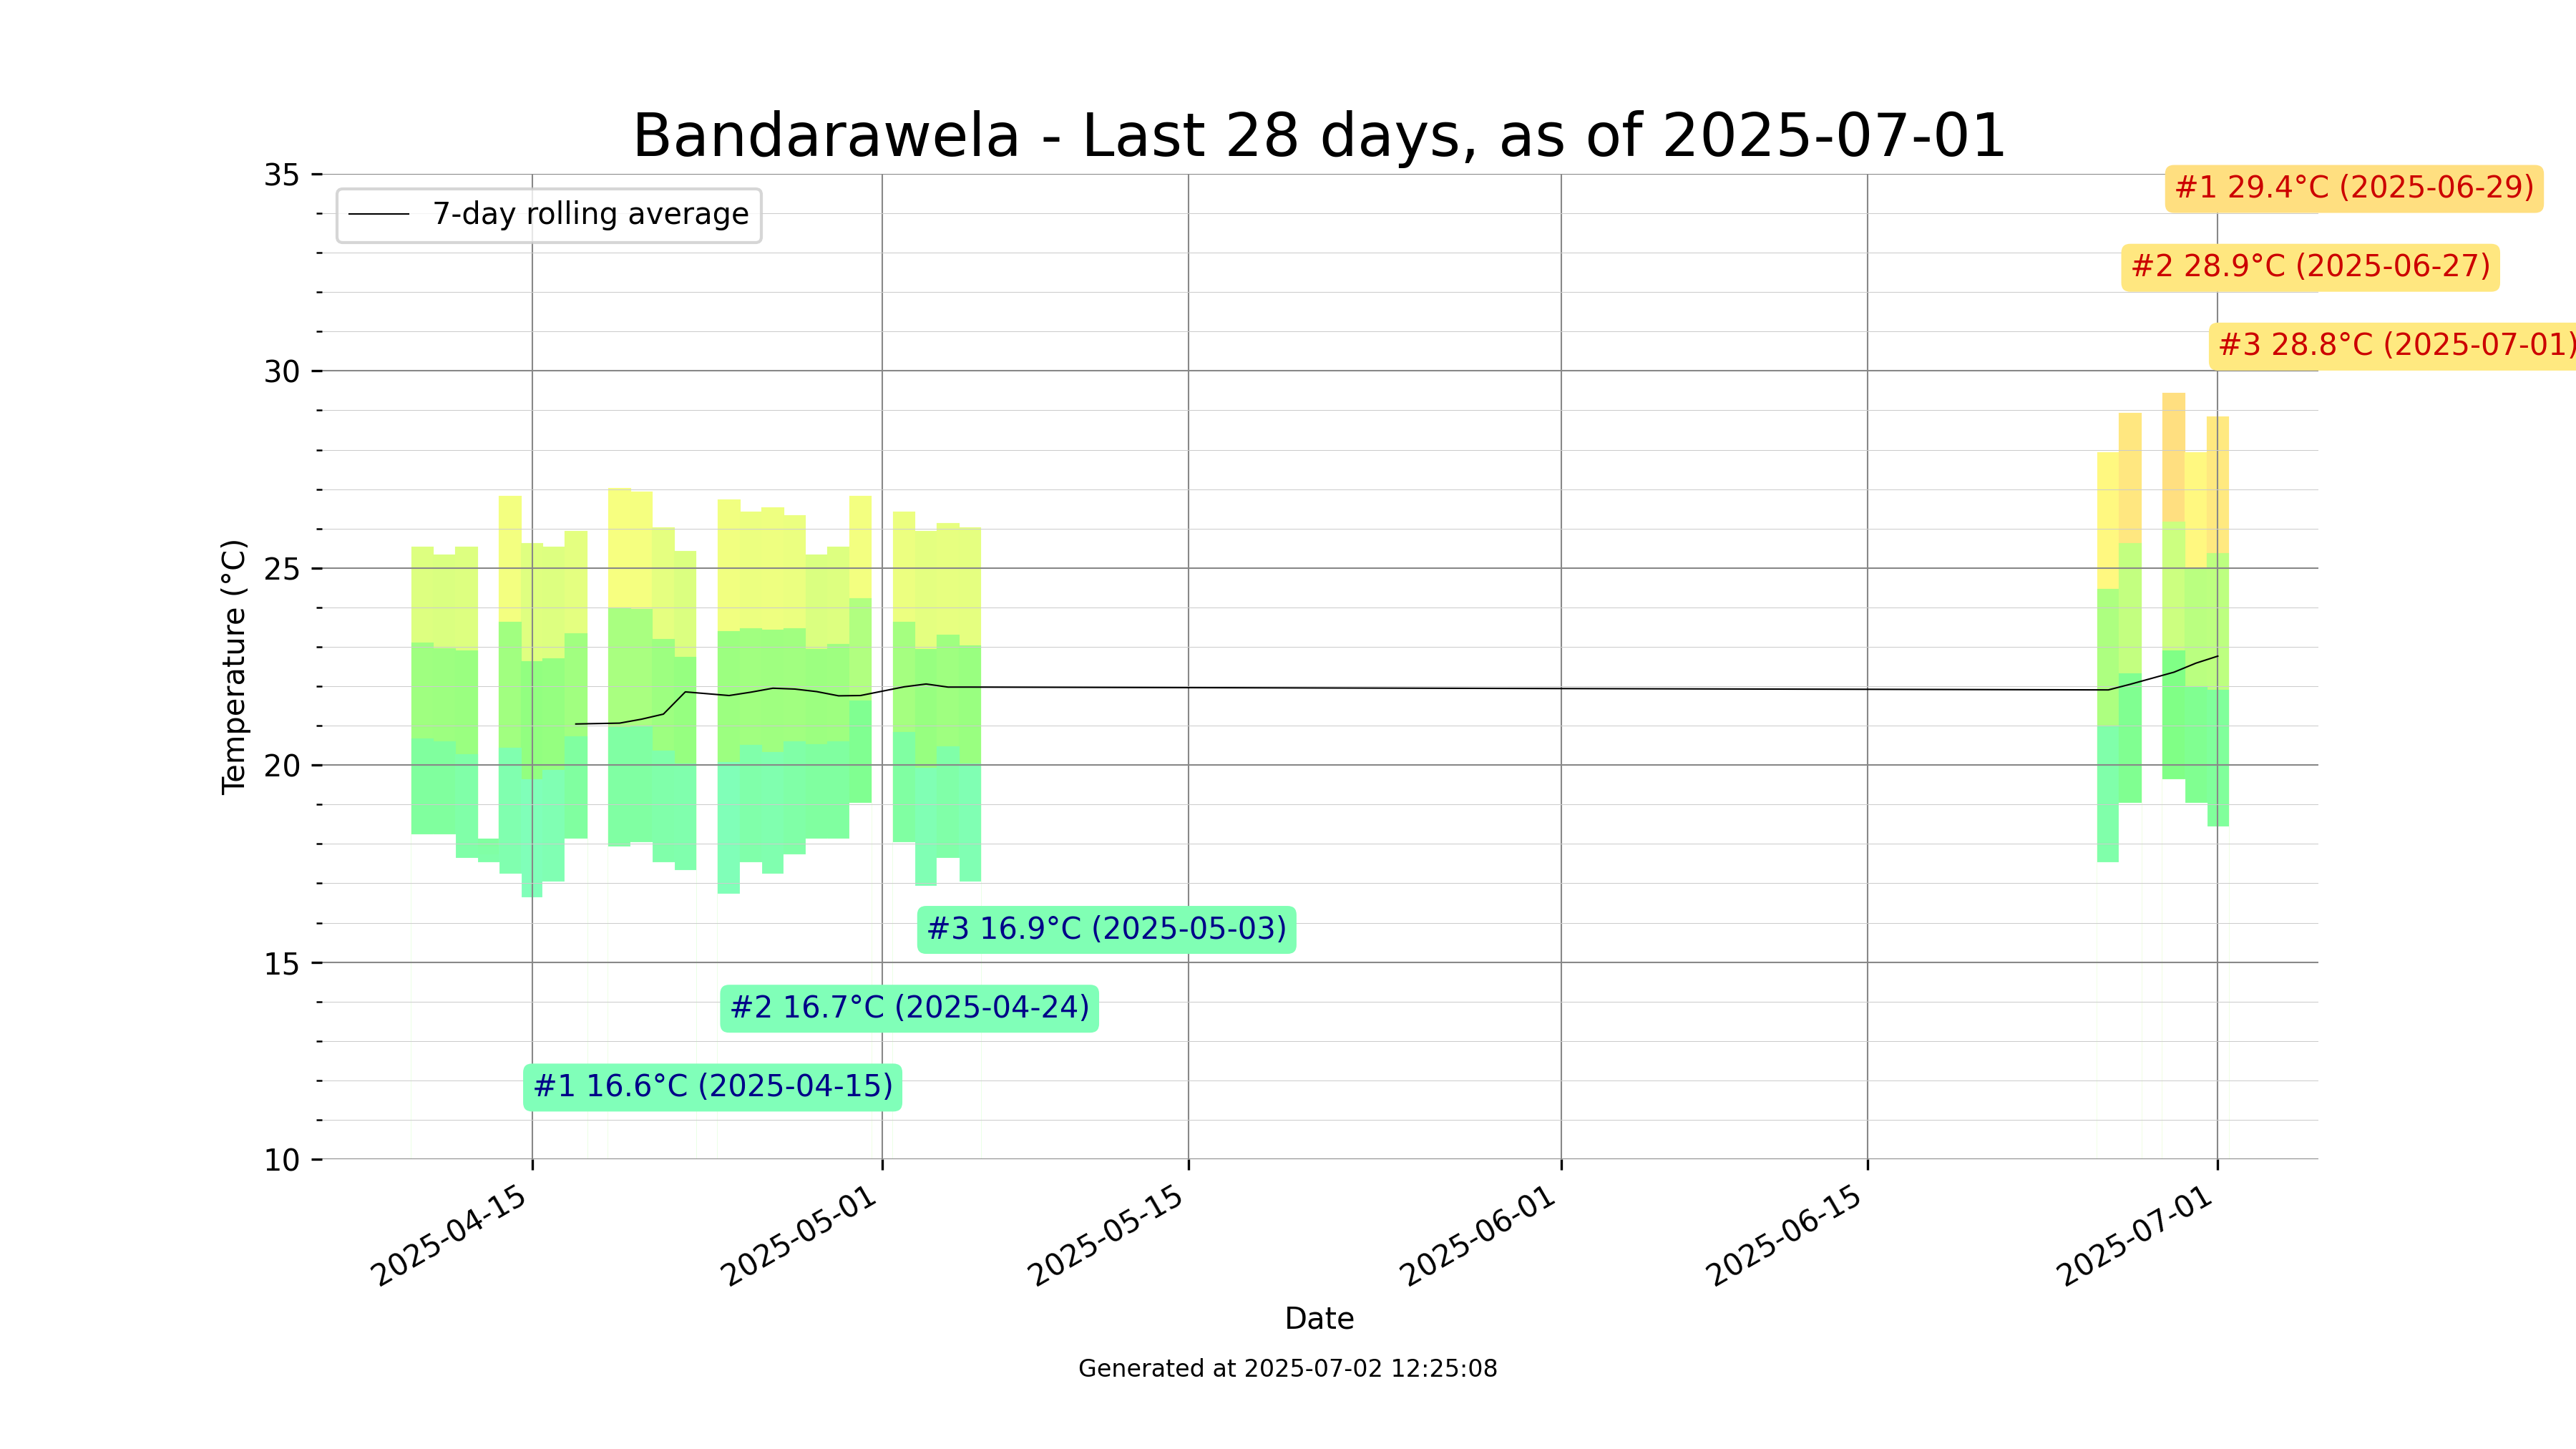 Bandarawela - Last 28 days, as of 2025-07-01
7-day rolling average
#1 29.4°C (2025-06-29)
#2 28.9°C (2025-06-27)
#3 28.8°C (2025-07-01)
35
30
25
20
15
10
Temperature (°C)
#3 16.9°C (2025-05-03)
#2 16.7°C (2025-04-24)
#1 16.6°C (2025-04-15)
2025-04-15
2025-05-01
2025-05-15
2025-06-01
2025-06-15
2025-07-01
Date
Generated at 2025-07-02 12:25:08